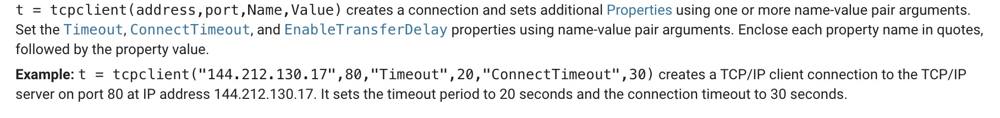 t = tcpclient(address,port,Name,Value) creates a connection and sets additional Properties using one or more name-value pair arguments.
Set the Timeout, ConnectTimeout, and EnableTransferDelay properties using name-value pair arguments. Enclose each property name in quotes,
followed by the property value.
Example: t = tcpclient("144.212.130.17",80,"Timeout",20,"ConnectTimeout",30) creates a TCP/IP client connection to the TCP/IP
server on port 80 at IP address 144.212.130.17. It sets the timeout period to 20 seconds and the connection timeout to 30 seconds.